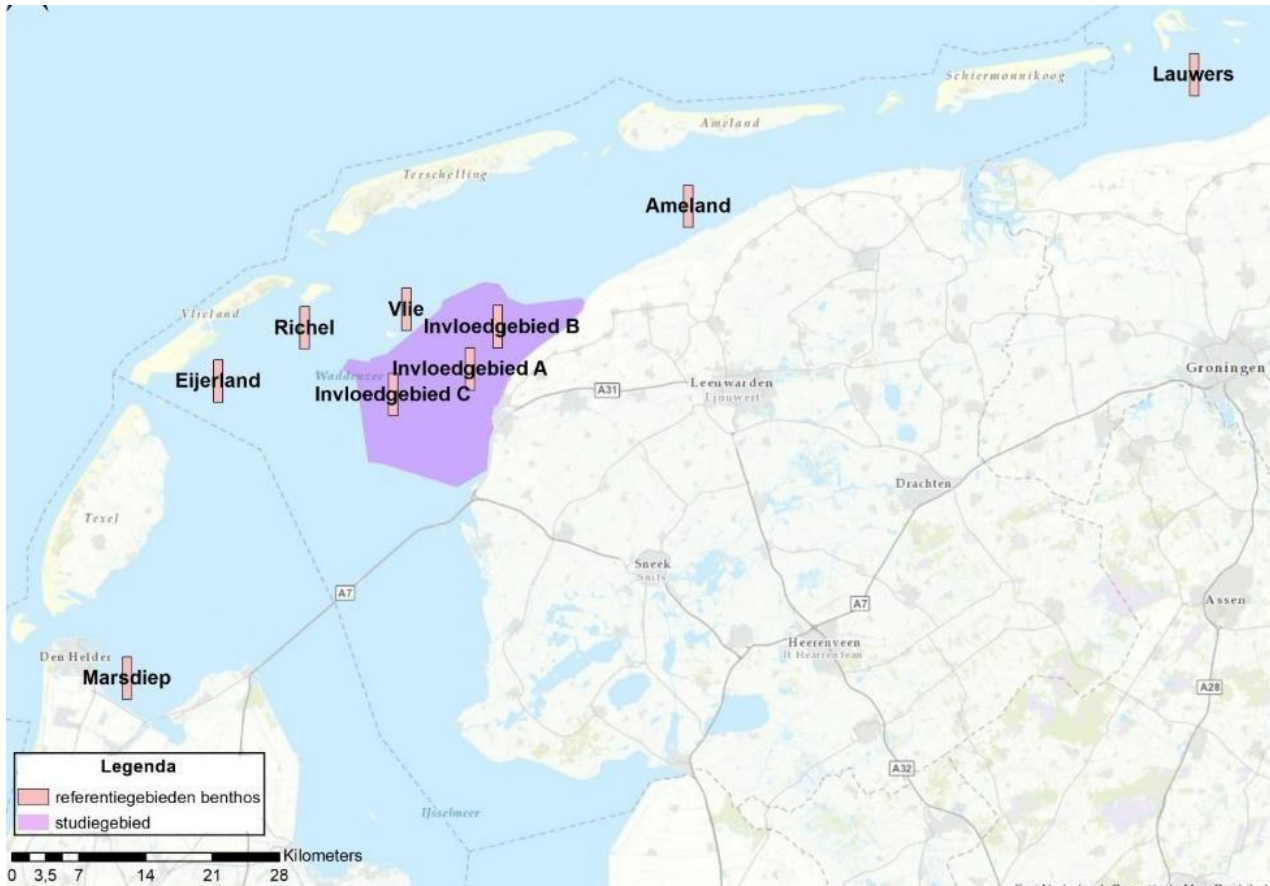 Schiermonnikoog
Lauwers
Ameland
Terschelling
Ameland
Vlieland
Vlie
Richel
Invloedgebied B
Waddenzee
Invloedgebied A
Eijerland
Invloedgebied C
A31
Leeuwarden
Ljouwert
Groningen
Drachten
Texel
Sneek
Snits
A7
A7
Assen
Den Helder
Heerenveen
It Hearrenfean
Marsdiep
A28
A32
IJsselmeer
Legenda
referentiegebieden benthos
studiegebied
Kilometers
0 3,5 7 14 21 28